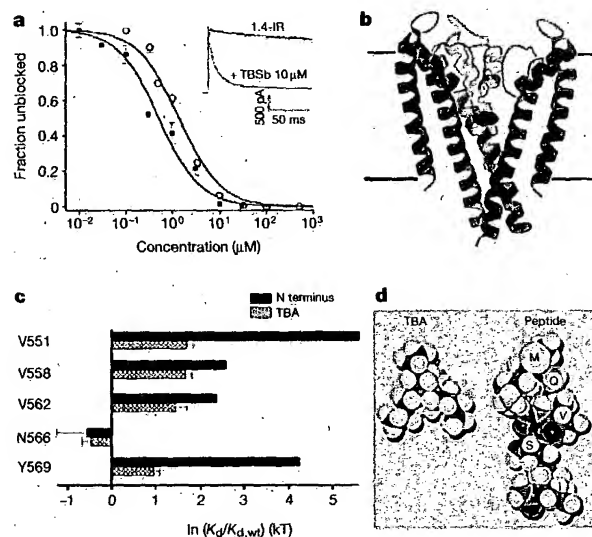 a
b
Fraction unblocked
1.0
0.8
0.6
0.4
0.2
0
10⁻²
10⁻¹
10⁰
10¹
10²
10³
Concentration (μM)
1.4-IR
+ TBSb 10 μM
500 pA
50 ms
c
N terminus
TBA
V551
V558
V562
N566
Y569
-1
0
1
2
3
4
5
ln (Kd/Kd,wt) (kT)
d
TBA
Peptide
M
Q
V
S